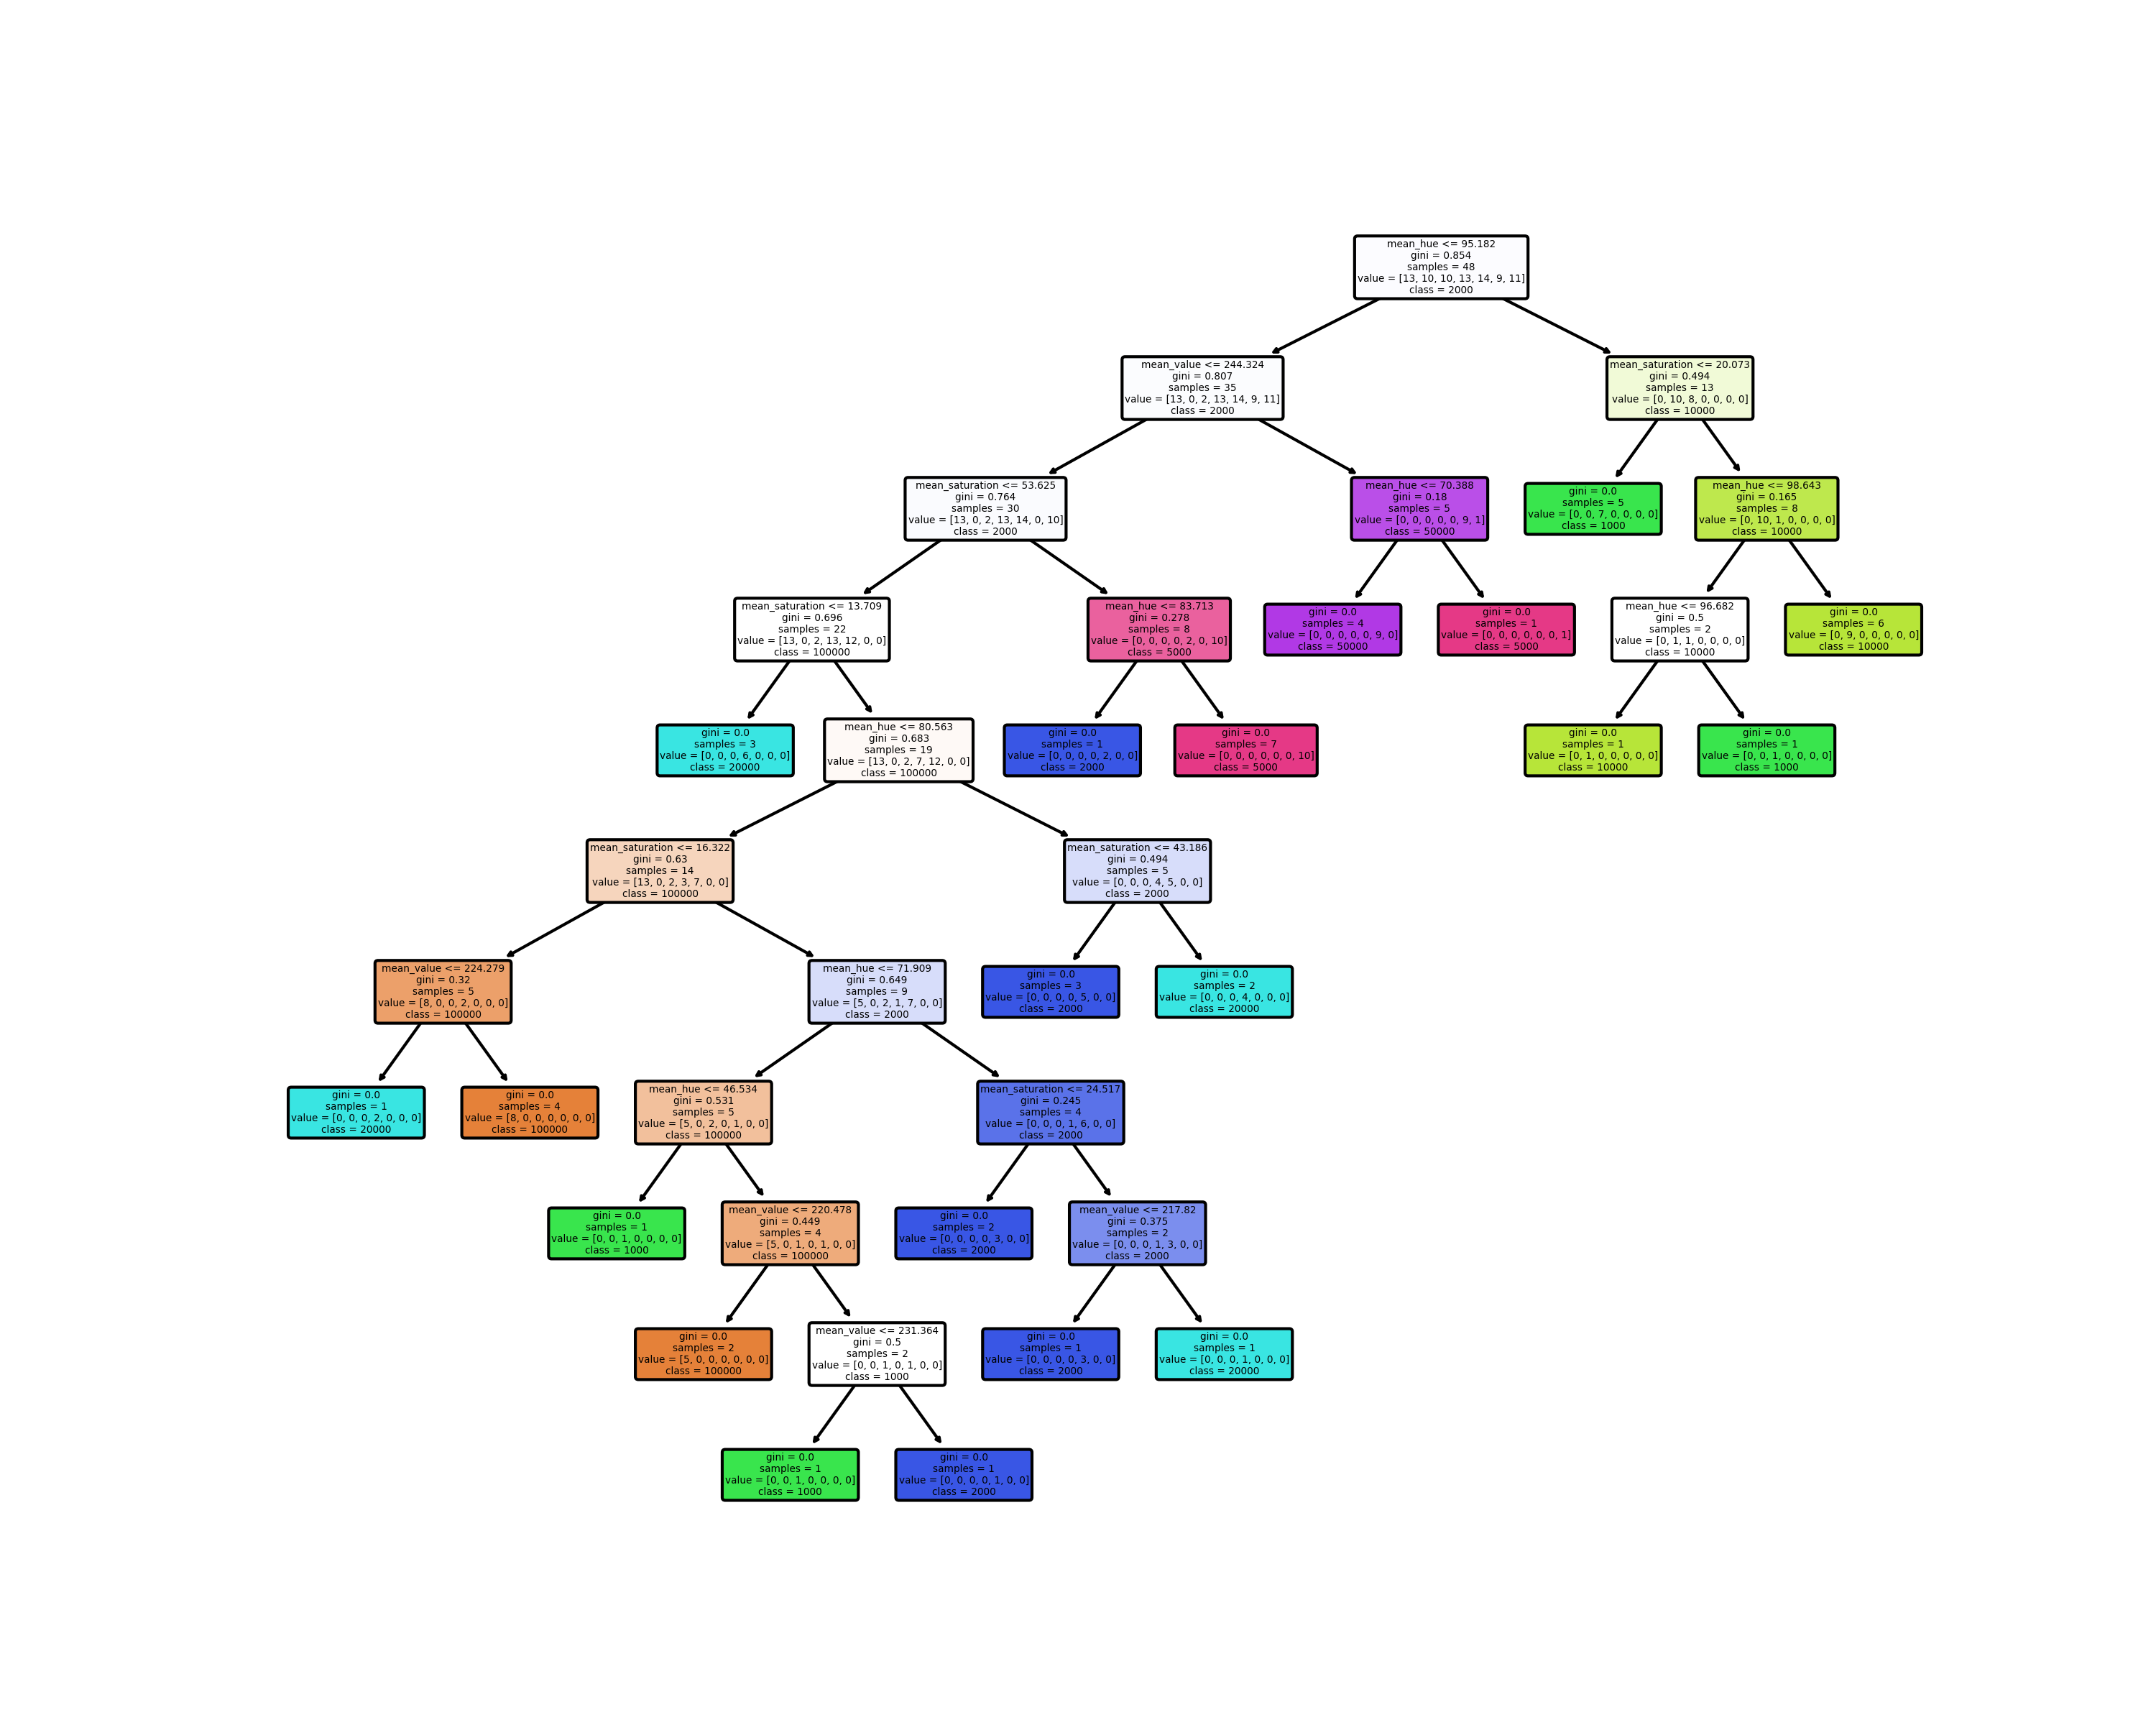 mean_hue <= 95.182
gini = 0.854
samples = 48
value = [13, 10, 10, 13, 14, 9, 11]
class = 2000
mean_value <= 244.324
gini = 0.807
samples = 35
value = [13, 0, 2, 13, 14, 9, 11]
class = 2000
mean_saturation <= 20.073
gini = 0.494
samples = 13
value = [0, 10, 8, 0, 0, 0, 0]
class = 10000
mean_saturation <= 53.625
gini = 0.764
samples = 30
value = [13, 0, 2, 13, 14, 0, 10]
class = 2000
mean_hue <= 70.388
gini = 0.18
samples = 5
value = [0, 0, 0, 0, 0, 9, 1]
class = 50000
gini = 0.0
samples = 5
value = [0, 0, 7, 0, 0, 0, 0]
class = 1000
mean_hue <= 98.643
gini = 0.165
samples = 8
value = [0, 10, 1, 0, 0, 0, 0]
class = 10000
mean_saturation <= 13.709
gini = 0.696
samples = 22
value = [13, 0, 2, 13, 12, 0, 0]
class = 100000
mean_hue <= 83.713
gini = 0.278
samples = 8
value = [0, 0, 0, 0, 2, 0, 10]
class = 5000
gini = 0.0
samples = 4
value = [0, 0, 0, 0, 0, 9, 0]
class = 50000
gini = 0.0
samples = 1
value = [0, 0, 0, 0, 0, 0, 1]
class = 5000
mean_hue <= 96.682
gini = 0.5
samples = 2
value = [0, 1, 1, 0, 0, 0, 0]
class = 10000
gini = 0.0
samples = 6
value = [0, 9, 0, 0, 0, 0, 0]
class = 10000
gini = 0.0
samples = 3
value = [0, 0, 0, 6, 0, 0, 0]
class = 20000
mean_hue <= 80.563
gini = 0.683
samples = 19
value = [13, 0, 2, 7, 12, 0, 0]
class = 100000
gini = 0.0
samples = 1
value = [0, 0, 0, 0, 2, 0, 0]
class = 2000
gini = 0.0
samples = 7
value = [0, 0, 0, 0, 0, 0, 10]
class = 5000
gini = 0.0
samples = 1
value = [0, 1, 0, 0, 0, 0, 0]
class = 10000
gini = 0.0
samples = 1
value = [0, 0, 1, 0, 0, 0, 0]
class = 1000
mean_saturation <= 16.322
gini = 0.63
samples = 14
value = [13, 0, 2, 3, 7, 0, 0]
class = 100000
mean_saturation <= 43.186
gini = 0.494
samples = 5
value = [0, 0, 0, 4, 5, 0, 0]
class = 2000
mean_value <= 224.279
gini = 0.32
samples = 5
value = [8, 0, 0, 2, 0, 0, 0]
class = 100000
mean_hue <= 71.909
gini = 0.649
samples = 9
value = [5, 0, 2, 1, 7, 0, 0]
class = 2000
gini = 0.0
samples = 3
value = [0, 0, 0, 0, 5, 0, 0]
class = 2000
gini = 0.0
samples = 2
value = [0, 0, 0, 4, 0, 0, 0]
class = 20000
gini = 0.0
samples = 1
value = [0, 0, 0, 2, 0, 0, 0]
class = 20000
gini = 0.0
samples = 4
value = [8, 0, 0, 0, 0, 0, 0]
class = 100000
mean_hue <= 46.534
gini = 0.531
samples = 5
value = [5, 0, 2, 0, 1, 0, 0]
class = 100000
mean_saturation <= 24.517
gini = 0.245
samples = 4
value = [0, 0, 0, 1, 6, 0, 0]
class = 2000
gini = 0.0
samples = 1
value = [0, 0, 1, 0, 0, 0, 0]
class = 1000
mean_value <= 220.478
gini = 0.449
samples = 4
value = [5, 0, 1, 0, 1, 0, 0]
class = 100000
gini = 0.0
samples = 2
value = [0, 0, 0, 0, 3, 0, 0]
class = 2000
mean_value <= 217.82
gini = 0.375
samples = 2
value = [0, 0, 0, 1, 3, 0, 0]
class = 2000
gini = 0.0
samples = 2
value = [5, 0, 0, 0, 0, 0, 0]
class = 100000
mean_value <= 231.364
gini = 0.5
samples = 2
value = [0, 0, 1, 0, 1, 0, 0]
class = 1000
gini = 0.0
samples = 1
value = [0, 0, 0, 0, 3, 0, 0]
class = 2000
gini = 0.0
samples = 1
value = [0, 0, 0, 1, 0, 0, 0]
class = 20000
gini = 0.0
samples = 1
value = [0, 0, 1, 0, 0, 0, 0]
class = 1000
gini = 0.0
samples = 1
value = [0, 0, 0, 0, 1, 0, 0]
class = 2000